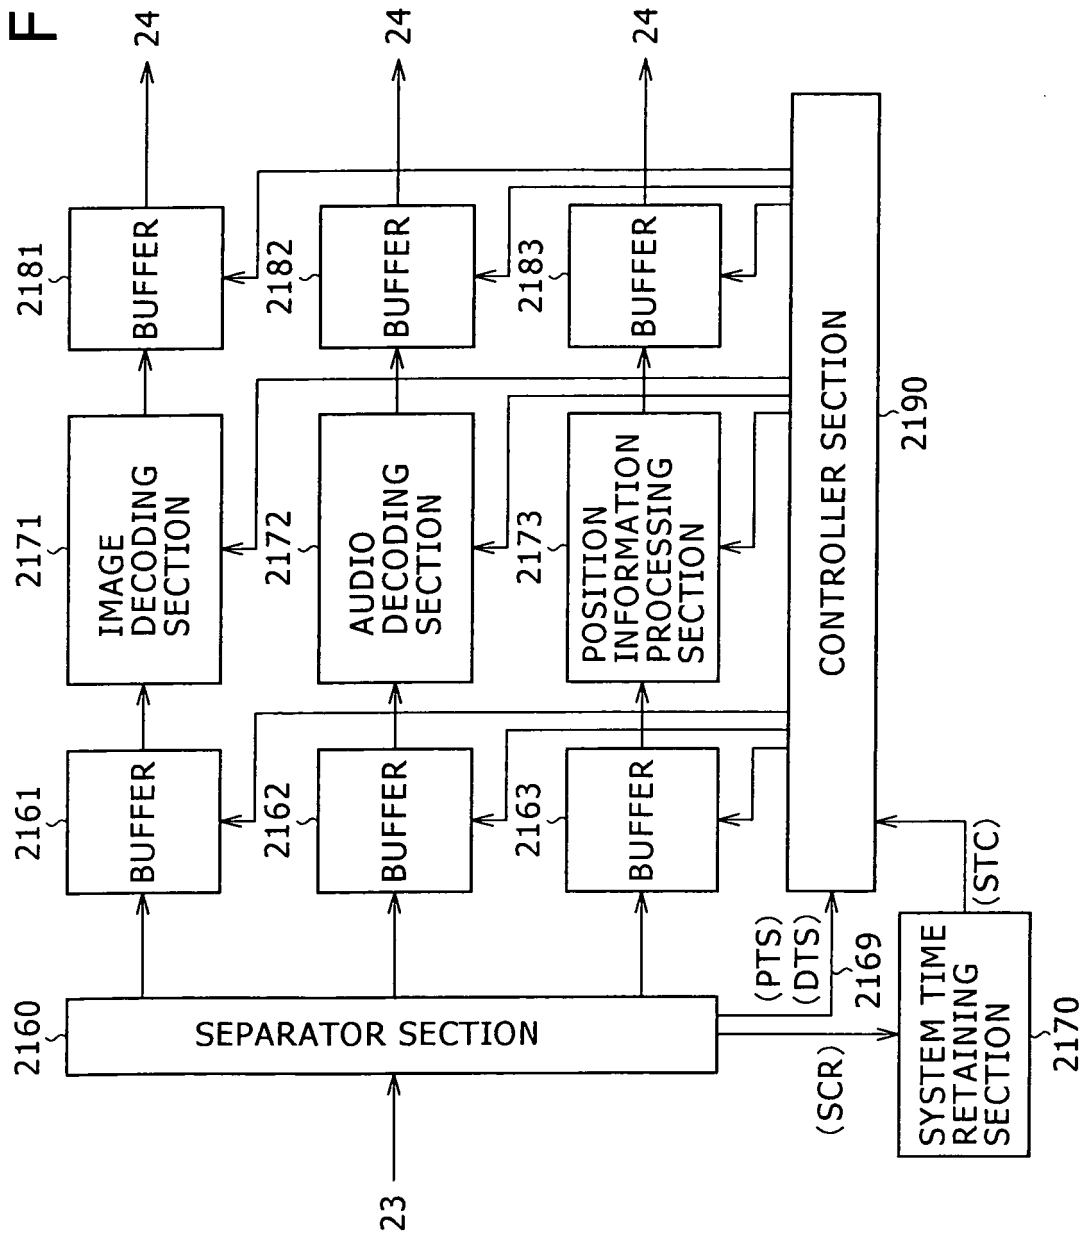 F
23
2160
SEPARATOR SECTION
2161
BUFFER
2171
IMAGE
DECODING
SECTION
2181
BUFFER
24
2162
BUFFER
2172
AUDIO
DECODING
SECTION
2182
BUFFER
24
2163
BUFFER
2173
POSITION
INFORMATION
PROCESSING
SECTION
2183
BUFFER
24
(PTS)
(DTS)
2169
(SCR)
SYSTEM TIME
RETAINING
SECTION
2170
(STC)
CONTROLLER SECTION
2190